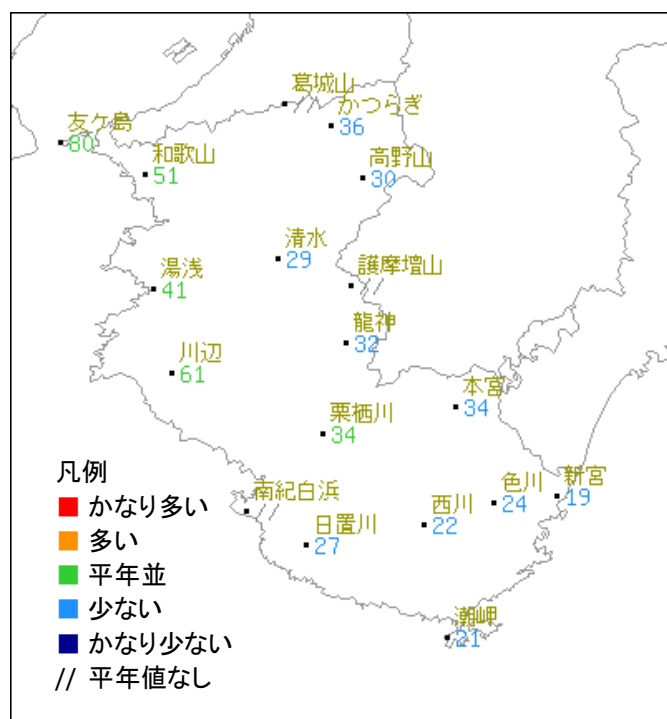 葛城山
//
かつらぎ
36
友ケ島
80
和歌山
51
高野山
30
清水
29
護摩壇山
//
湯浅
41
龍神
32
川辺
61
本宮
34
栗栖川
34
南紀白浜
//
日置川
27
西川
22
色川
24
新宮
19
潮岬
21
凡例
かなり多い
多い
平年並
少ない
かなり少ない
// 平年値なし